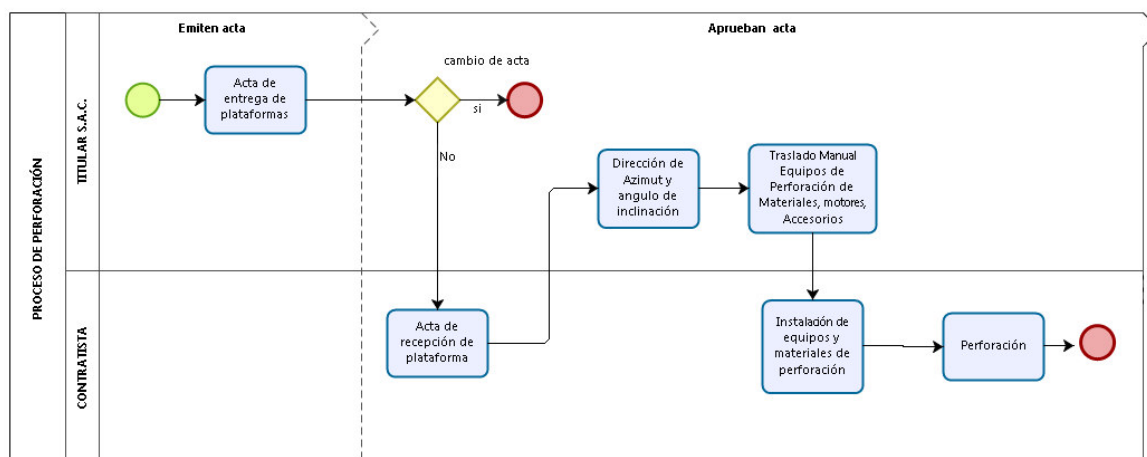 PROCESO DE PERFORACIÓN
TITULAR S.A.C.
CONTRATISTA
Emiten acta
Aprueban acta
Acta de
entrega de
plataformas
cambio de acta
si
No
Dirección de
Azimut y
angulo de
inclinación
Traslado Manual
Equipos de
Perforación de
Materiales, motores,
Accesorios
Acta de
recepción de
plataforma
Instalación de
equipos y
materiales de
perforación
Perforación